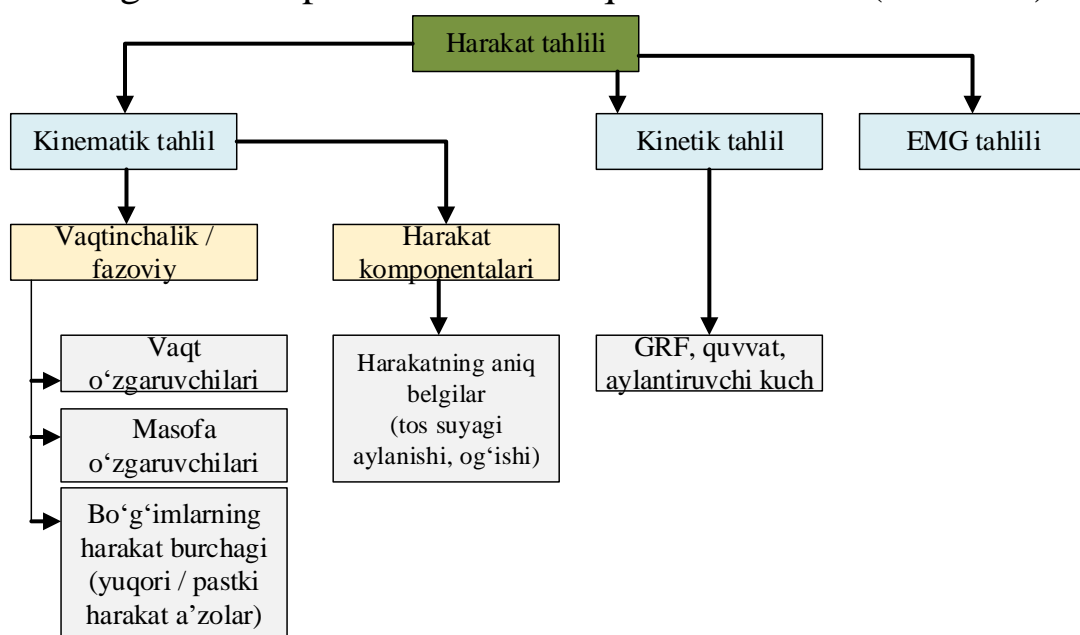 Harakat tahlili
Kinematik tahlil
Kinetik tahlil
EMG tahlili
Vaqtinchalik /
fazoviy
Harakat
komponentalari
Vaqt
o‘zgaruvchilari
Masofa
o‘zgaruvchilari
Bo‘g‘imlarning
harakat burchagi
(yuqori / pastki
harakat a’zolar)
Harakatning aniq
belgilar
(tos suyagi
aylanishi, og‘ishi)
GRF, quvvat,
aylantiruvchi kuch